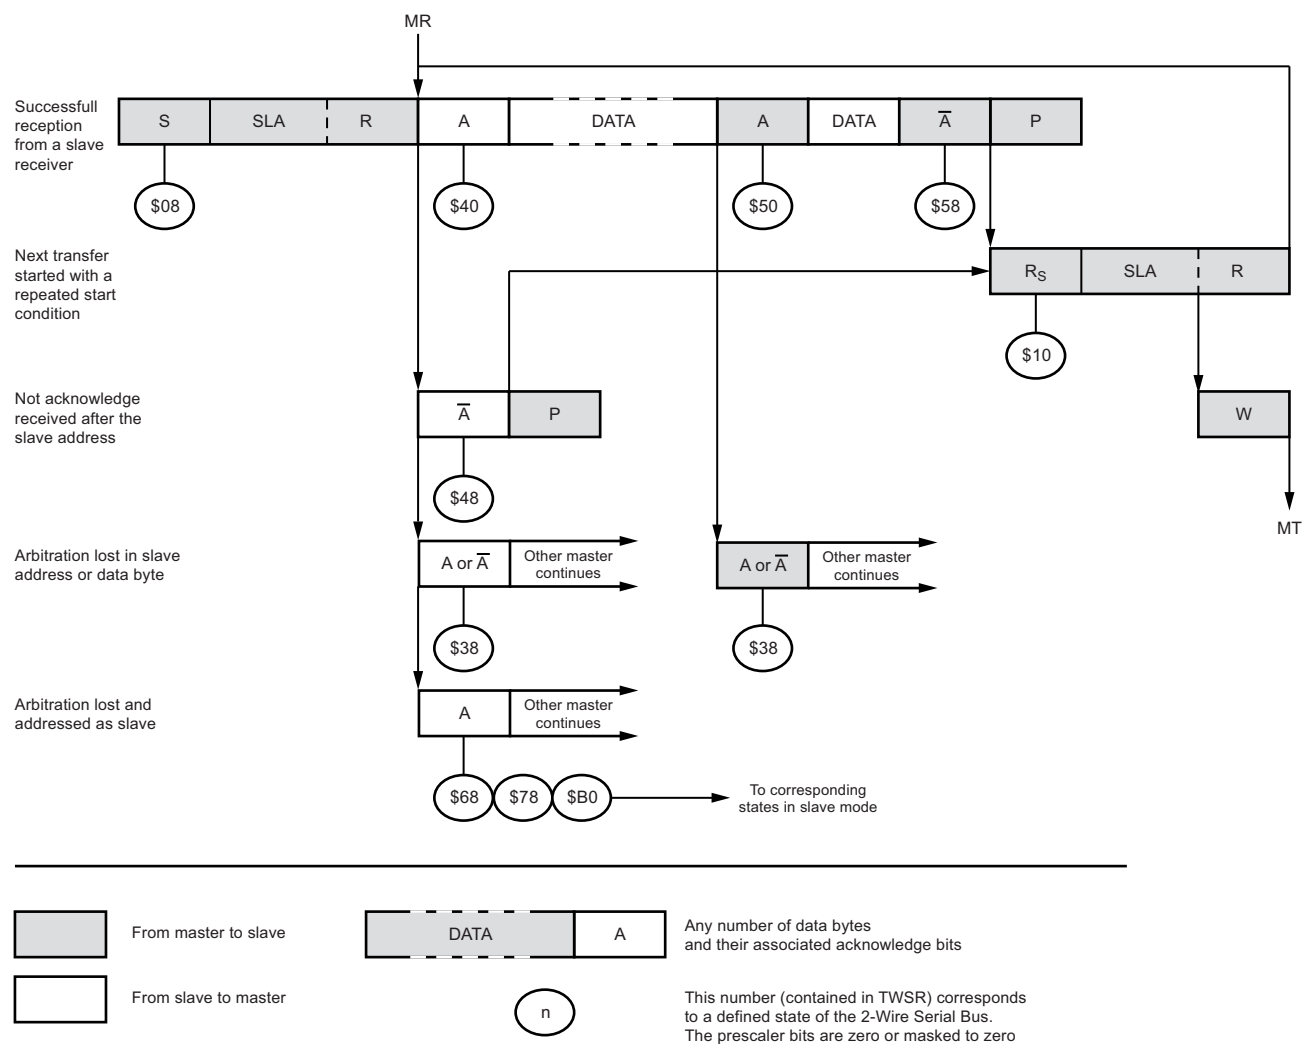 MR
Successfull
reception
from a slave
receiver
S SLA R A DATA A DATA A̅ P
$08 $40 $50 $58
Next transfer
started with a
repeated start
condition
RS SLA R
$10
Not acknowledge
received after the
slave address
A̅ P
W
$48
MT
Arbitration lost in slave
address or data byte
A or A̅
Other master
continues
A or A̅
Other master
continues
$38 $38
Arbitration lost and
addressed as slave
A
Other master
continues
$68 $78 $B0
To corresponding
states in slave mode
From master to slave
DATA A
Any number of data bytes
and their associated acknowledge bits
From slave to master
n
This number (contained in TWSR) corresponds
to a defined state of the 2-Wire Serial Bus.
The prescaler bits are zero or masked to zero